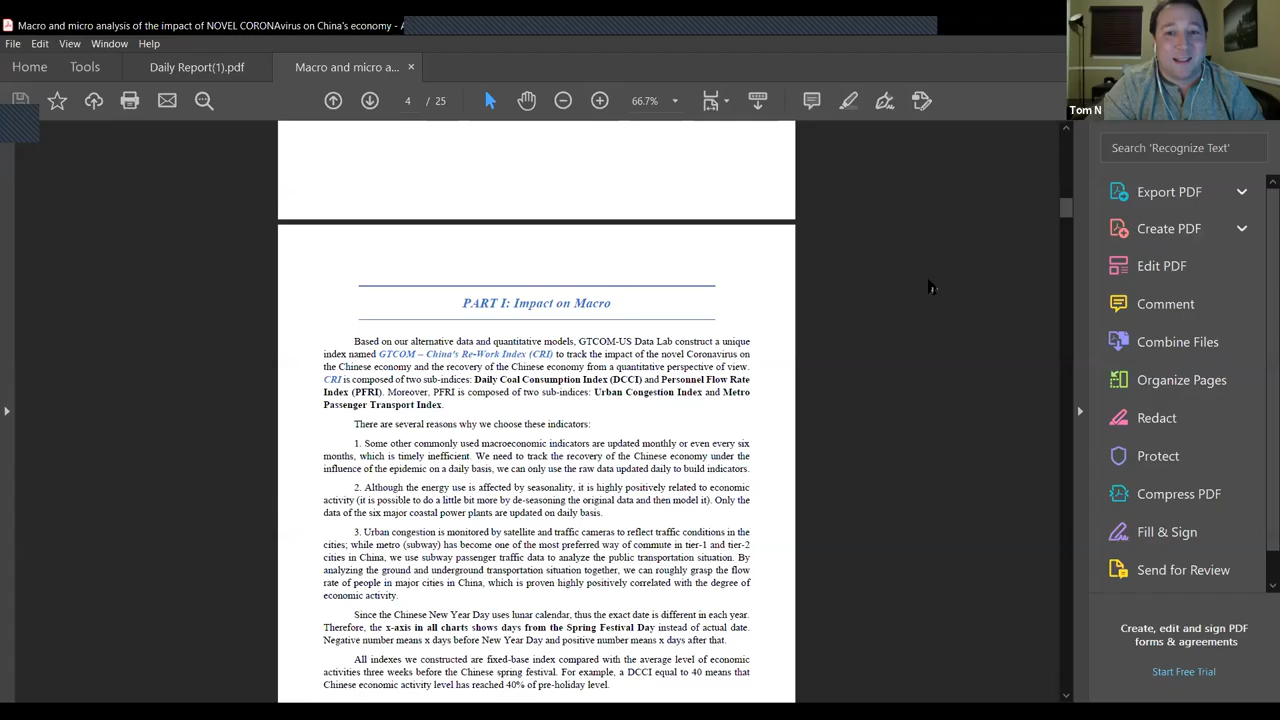 Macro and micro analysis of the impact of NOVEL CORONAvirus on China's economy - A
File Edit View Window Help
Home Tools Daily Report(1).pdf Macro and micro a... ×
4 / 25 66.7%
Tom N
Search 'Recognize Text'
Export PDF
Create PDF
Edit PDF
Comment
Combine Files
Organize Pages
Redact
Protect
Compress PDF
Fill & Sign
Send for Review
Create, edit and sign PDF
forms & agreements
Start Free Trial
PART I: Impact on Macro
Based on our alternative data and quantitative models, GTCOM-US Data Lab construct a unique
index named GTCOM – China's Re-Work Index (CRI) to track the impact of the novel Coronavirus on
the Chinese economy and the recovery of the Chinese economy from a quantitative perspective of view.
CRI is composed of two sub-indices: Daily Coal Consumption Index (DCCI) and Personnel Flow Rate
Index (PFRI). Moreover, PFRI is composed of two sub-indices: Urban Congestion Index and Metro
Passenger Transport Index.
There are several reasons why we choose these indicators:
1. Some other commonly used macroeconomic indicators are updated monthly or even every six
months, which is timely inefficient. We need to track the recovery of the Chinese economy under the
influence of the epidemic on a daily basis, we can only use the raw data updated daily to build indicators.
2. Although the energy use is affected by seasonality, it is highly positively related to economic
activity (it is possible to do a little bit more by de-seasoning the original data and then model it). Only the
data of the six major coastal power plants are updated on daily basis.
3. Urban congestion is monitored by satellite and traffic cameras to reflect traffic conditions in the
cities; while metro (subway) has become one of the most preferred way of commute in tier-1 and tier-2
cities in China, we use subway passenger traffic data to analyze the public transportation situation. By
analyzing the ground and underground transportation situation together, we can roughly grasp the flow
rate of people in major cities in China, which is proven highly positively correlated with the degree of
economic activity.
Since the Chinese New Year Day uses lunar calendar, thus the exact date is different in each year.
Therefore, the x-axis in all charts shows days from the Spring Festival Day instead of actual date.
Negative number means x days before New Year Day and positive number means x days after that.
All indexes we constructed are fixed-base index compared with the average level of economic
activities three weeks before the Chinese spring festival. For example, a DCCI equal to 40 means that
Chinese economic activity level has reached 40% of pre-holiday level.